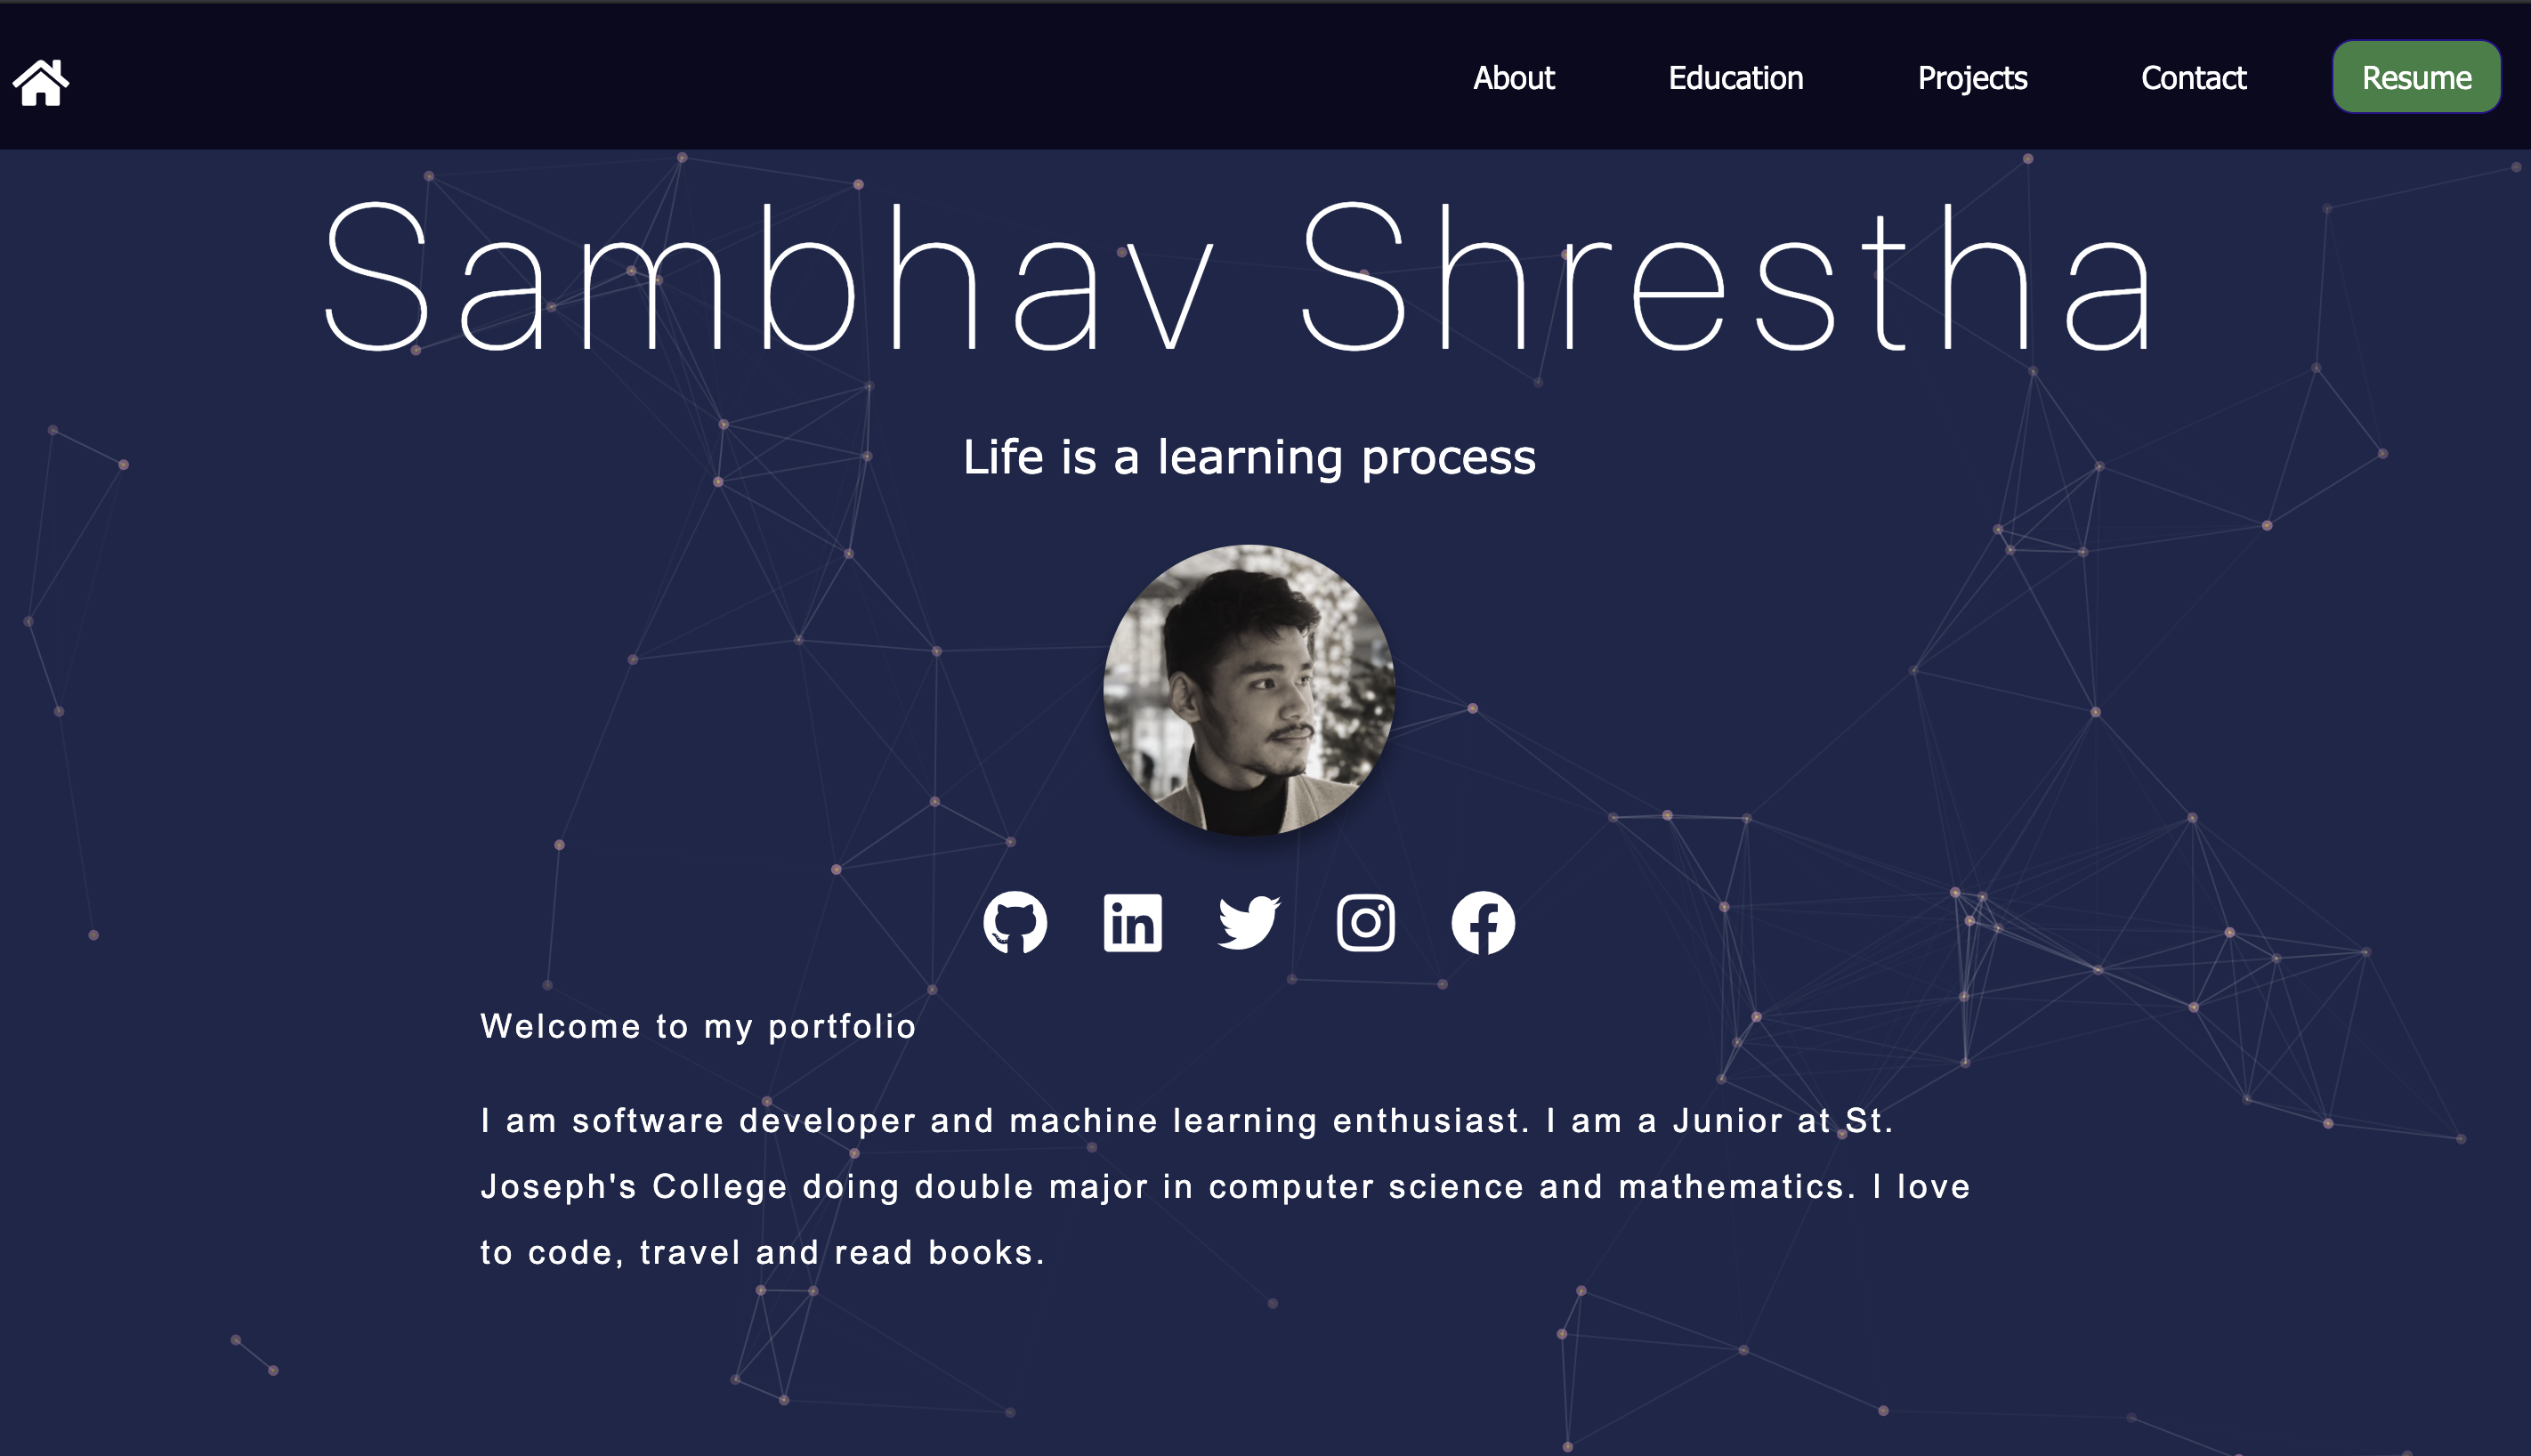 About Education Projects Contact Resume
Sambhav Shrestha
Life is a learning process
in
Welcome to my portfolio
I am software developer and machine learning enthusiast. I am a Junior at St.
Joseph's College doing double major in computer science and mathematics. I love
to code, travel and read books.